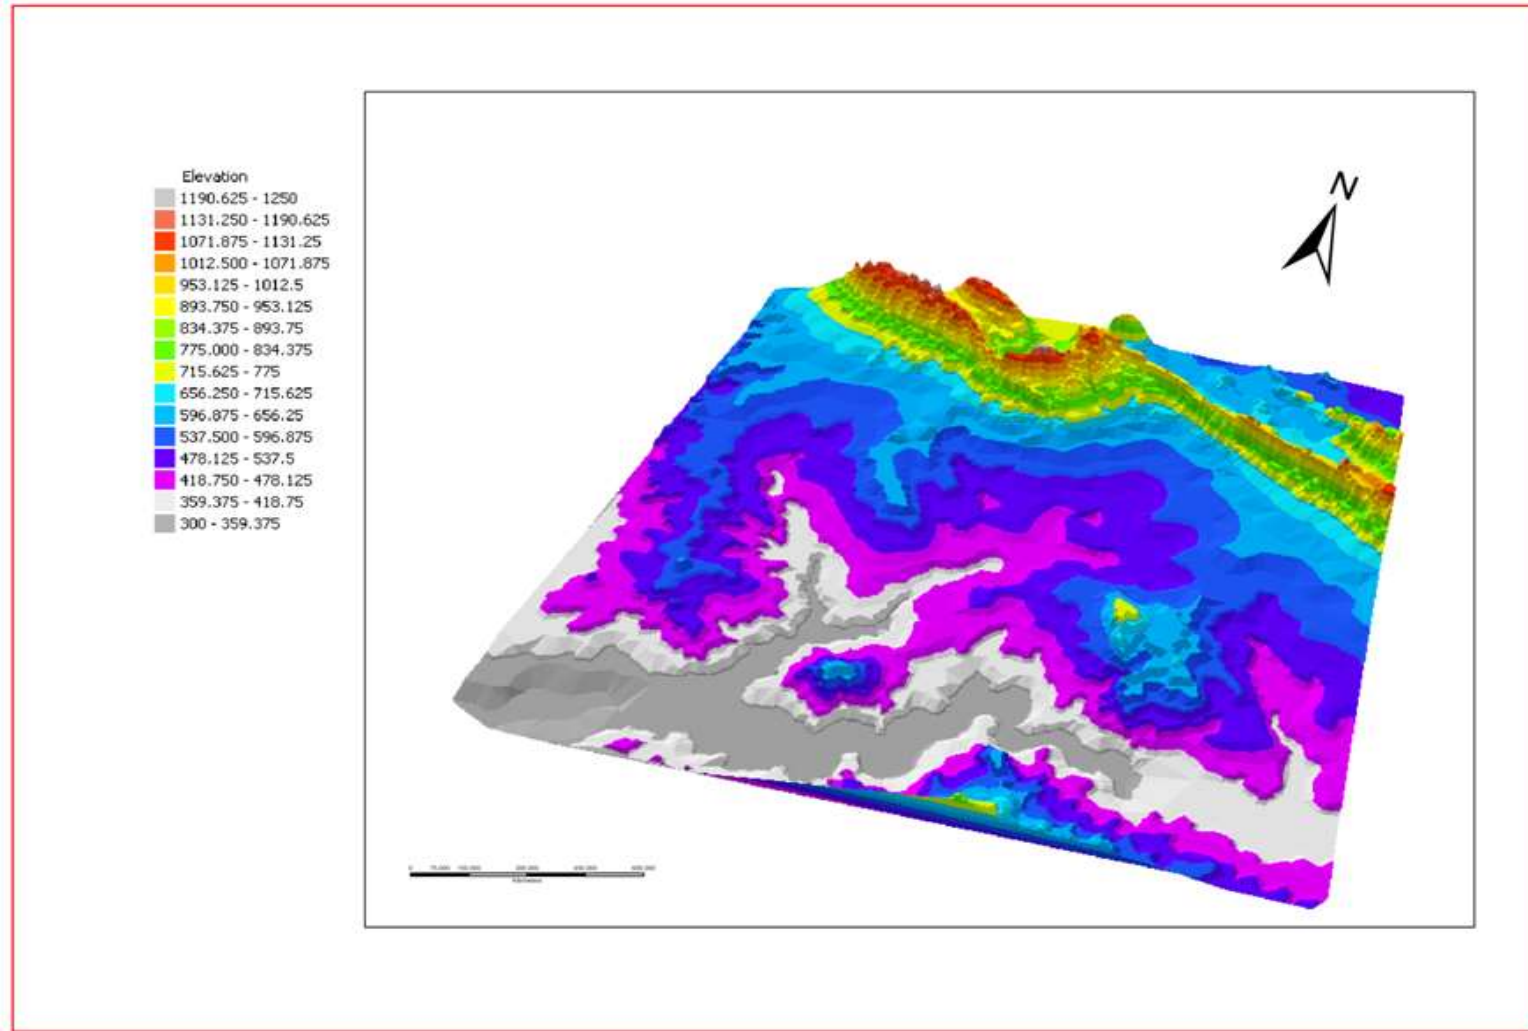 Elevation
1190.625 - 1250
1131.250 - 1190.625
1071.875 - 1131.25
1012.500 - 1071.875
953.125 - 1012.5
893.750 - 953.125
834.375 - 893.75
775.000 - 834.375
715.625 - 775
656.250 - 715.625
596.875 - 656.25
537.500 - 596.875
478.125 - 537.5
418.750 - 478.125
359.375 - 418.75
300 - 359.375
N
0